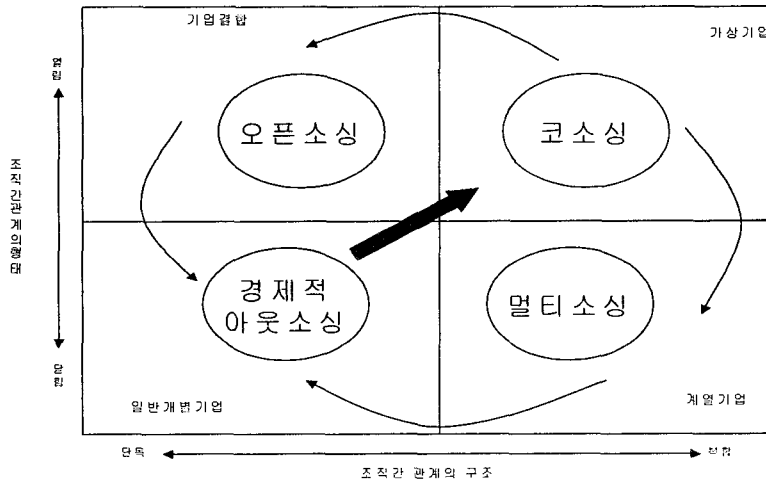 기업결합
가상기업
열림
오픈소싱
코소싱
조직간관계의형태
경제적
아웃소싱
멀티소싱
닫힘
일반개별기업
계열기업
단독
복합
조직간 관계의 구조